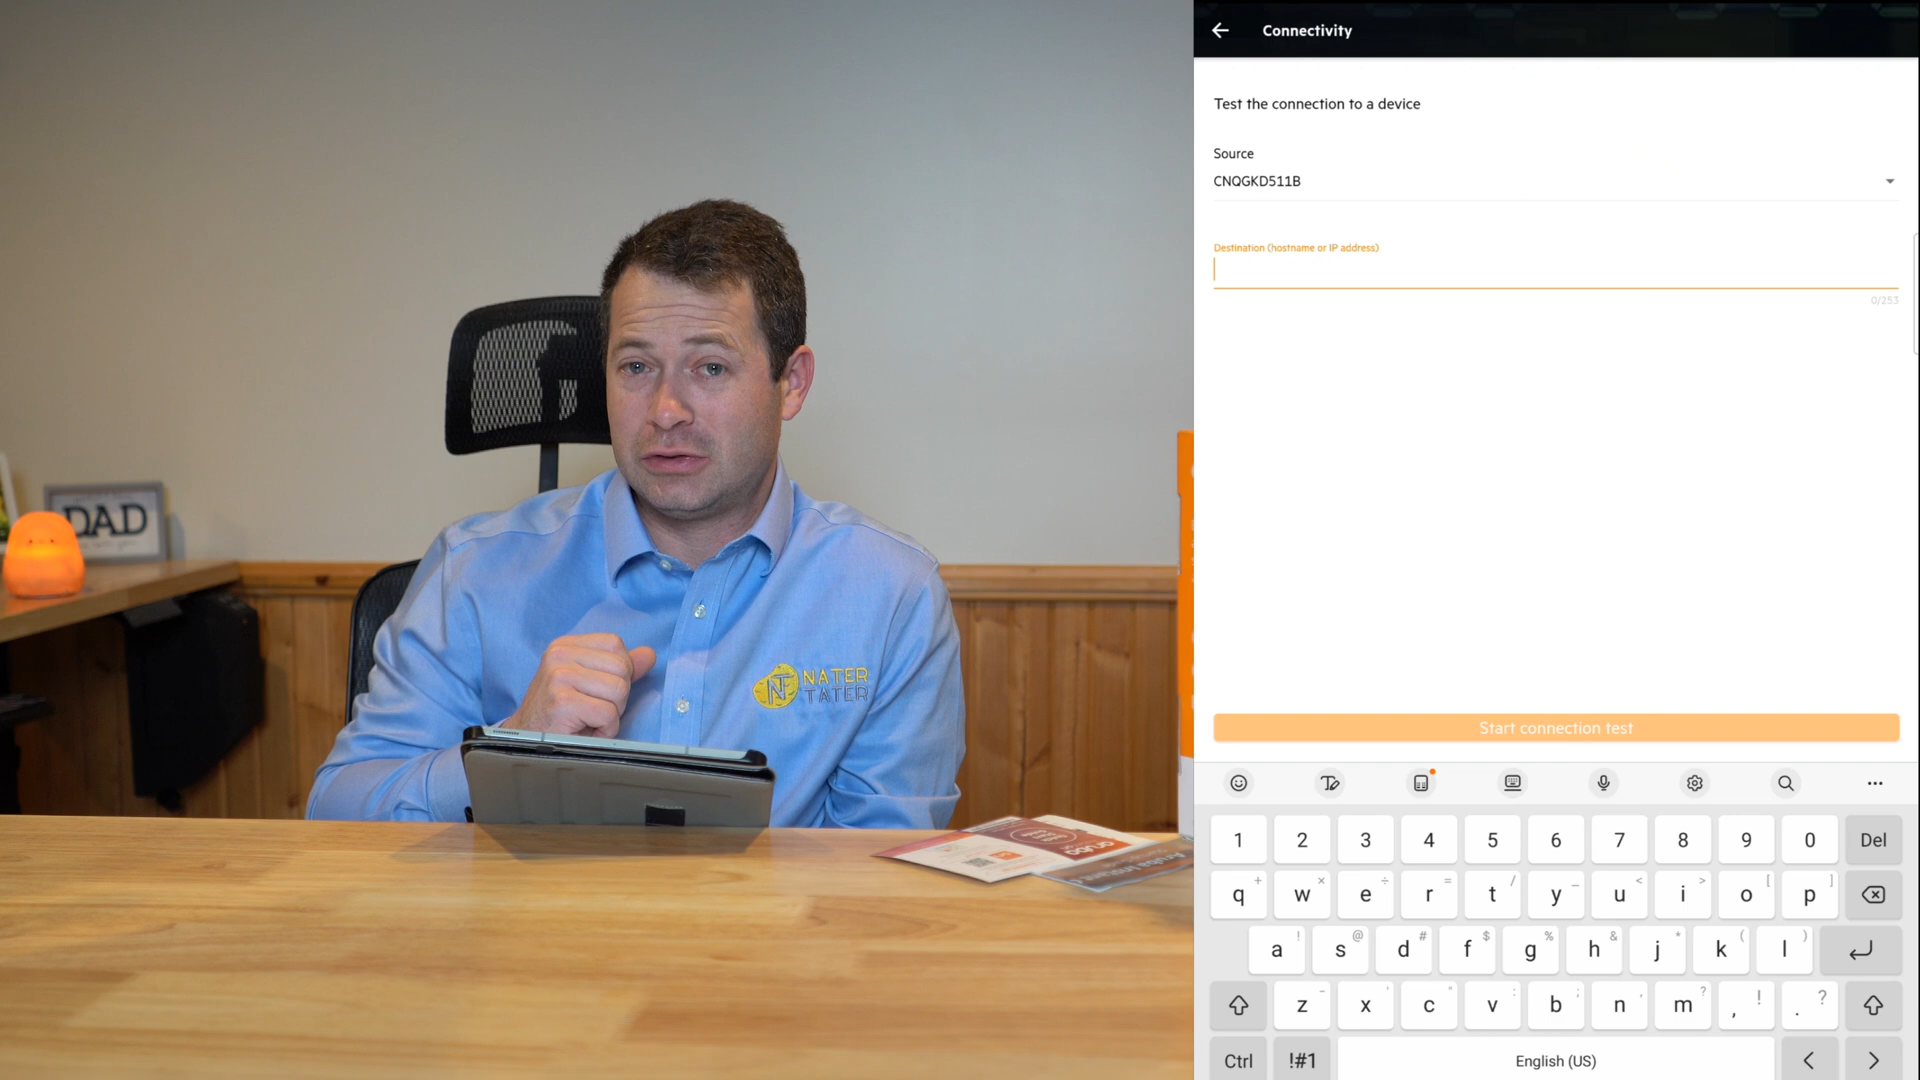 DAD
NATER
TATER
aruba
Connectivity
Test the connection to a device
Source
CNQGKD511B
Destination (hostname or IP address)
0/253
Start connection test
1 2 3 4 5 6 7 8 9 0 Del
q + w × e ÷ r = t / y _ u < i > o [ p ]
a ! s @ d # f $ g % h & j * k ( l )
z - x ' c " v : b ; n , m ? , ! . ?
Ctrl !#1 English (US) < >